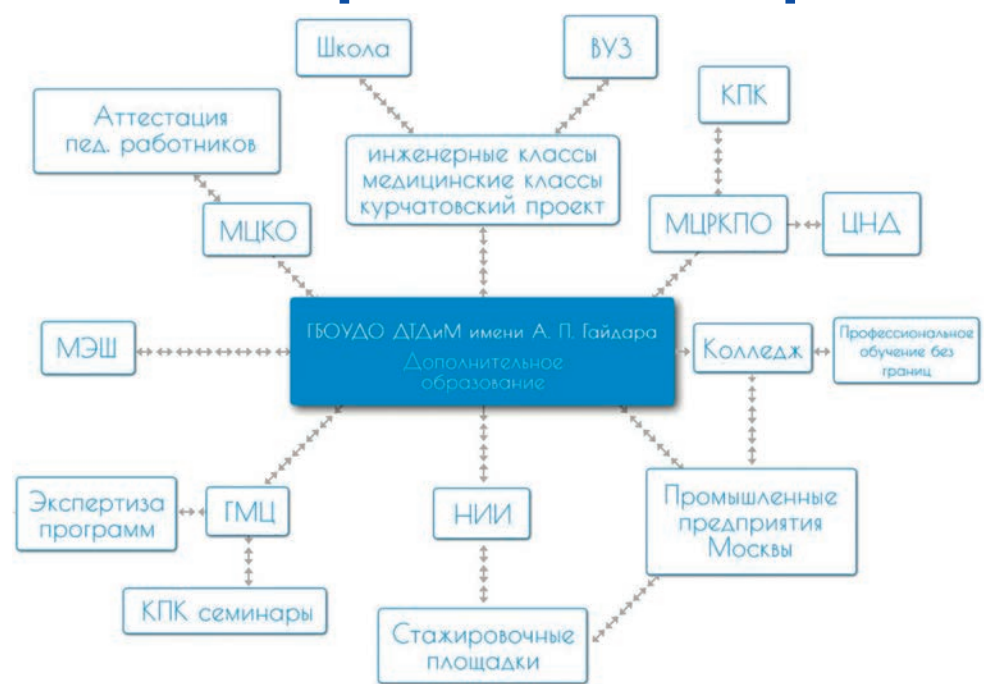 Школа
ВУЗ
КПК
Аттестация
пед. работников
инженерные классы
медицинские классы
курчатовский проект
МЦКО
МЦРКПО
ЦНД
ГБОУДО ДТДиМ имени А. П. Гайдара
Дополнительное
образование
МЭШ
Колледж
Профессиональное
обучение без
границ
Экспертиза
программ
ГМЦ
НИИ
Промышленные
предприятия
Москвы
КПК семинары
Стажировочные
площадки